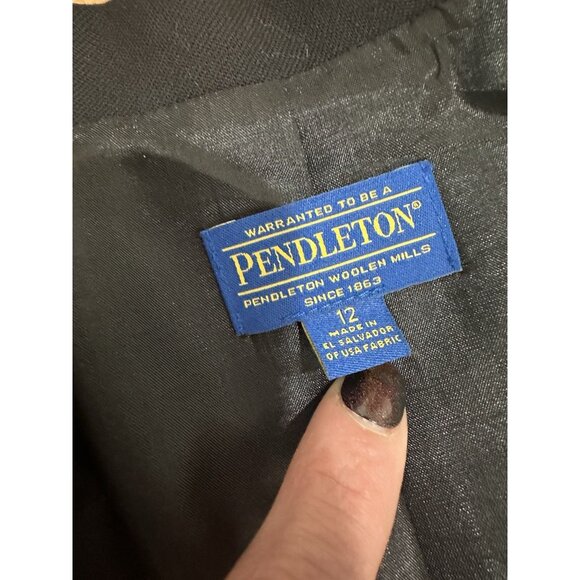 WARRANTED TO BE A
PENDLETON®
PENDLETON WOOLEN MILLS
SINCE 1863
12
MADE IN
EL SALVADOR
OF USA FABRIC